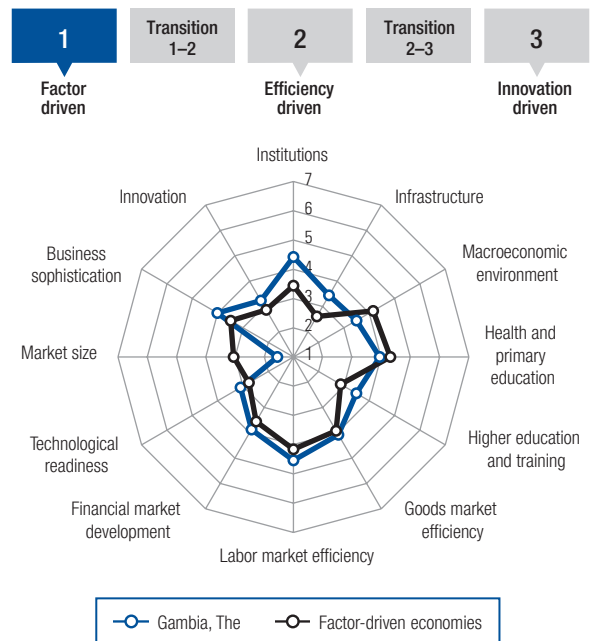 1
Transition
1–2
2
Transition
2–3
3
Factor
driven
Efficiency
driven
Innovation
driven
Institutions
Innovation
Infrastructure
Business
sophistication
Macroeconomic
environment
Market size
Health and
primary
education
Technological
readiness
Higher education
and training
Financial market
development
Goods market
efficiency
Labor market efficiency
7
6
5
4
3
2
1
Gambia, The
Factor-driven economies